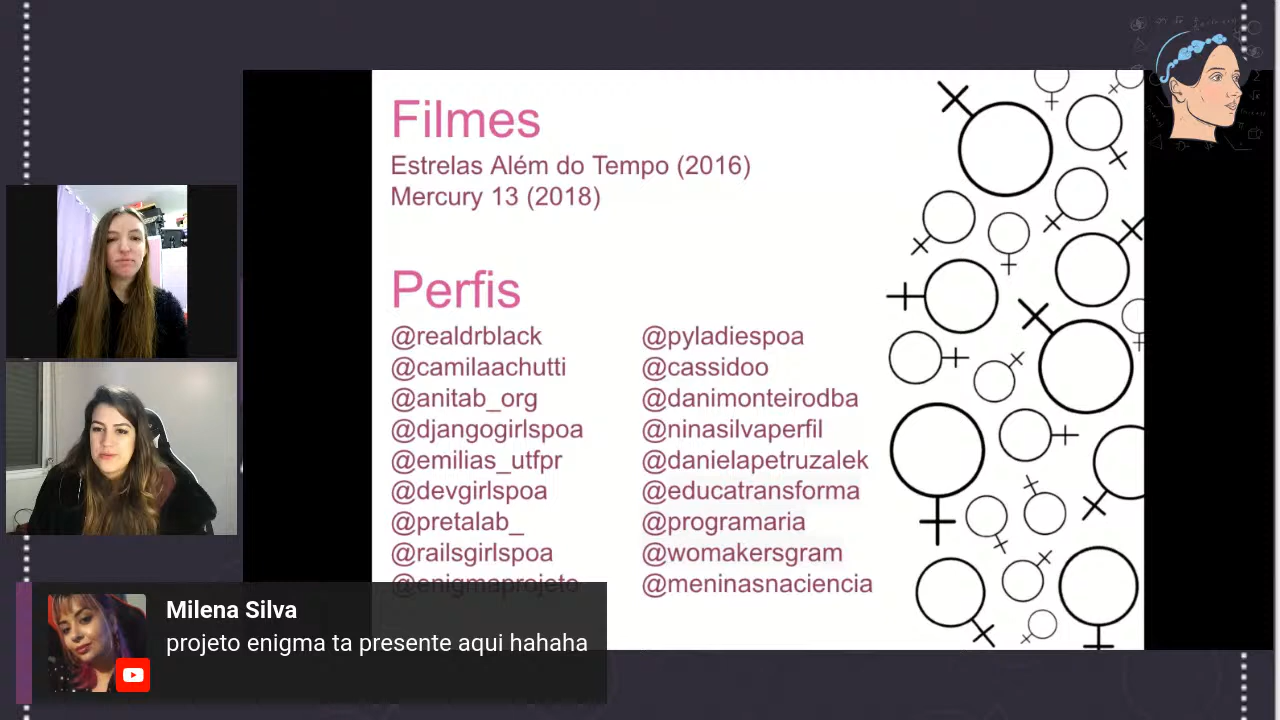 Filmes
Estrelas Além do Tempo (2016)
Mercury 13 (2018)
Perfis
@realdrblack
@camilaachutti
@anitab_org
@djangogirlspoa
@emilias_utfpr
@devgirlspoa
@pretalab_
@railsgirlspoa
@enigmaprojeto
@pyladiespoa
@cassidoo
@danimonteirodba
@ninasilvaperfil
@danielapetruzalek
@educatransforma
@programaria
@womakersgram
@meninasnaciencia
Milena Silva
projeto enigma ta presente aqui hahaha